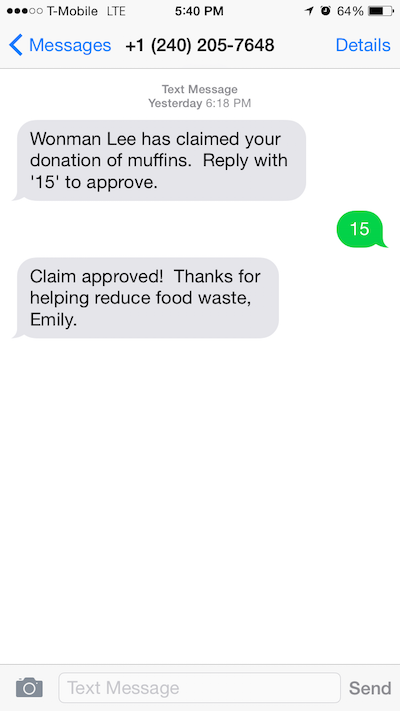 T-Mobile LTE 5:40 PM 64%
Messages +1 (240) 205-7648 Details
Text Message
Yesterday 6:18 PM
Wonman Lee has claimed your
donation of muffins.  Reply with
'15' to approve.
15
Claim approved!  Thanks for
helping reduce food waste,
Emily.
Text Message Send